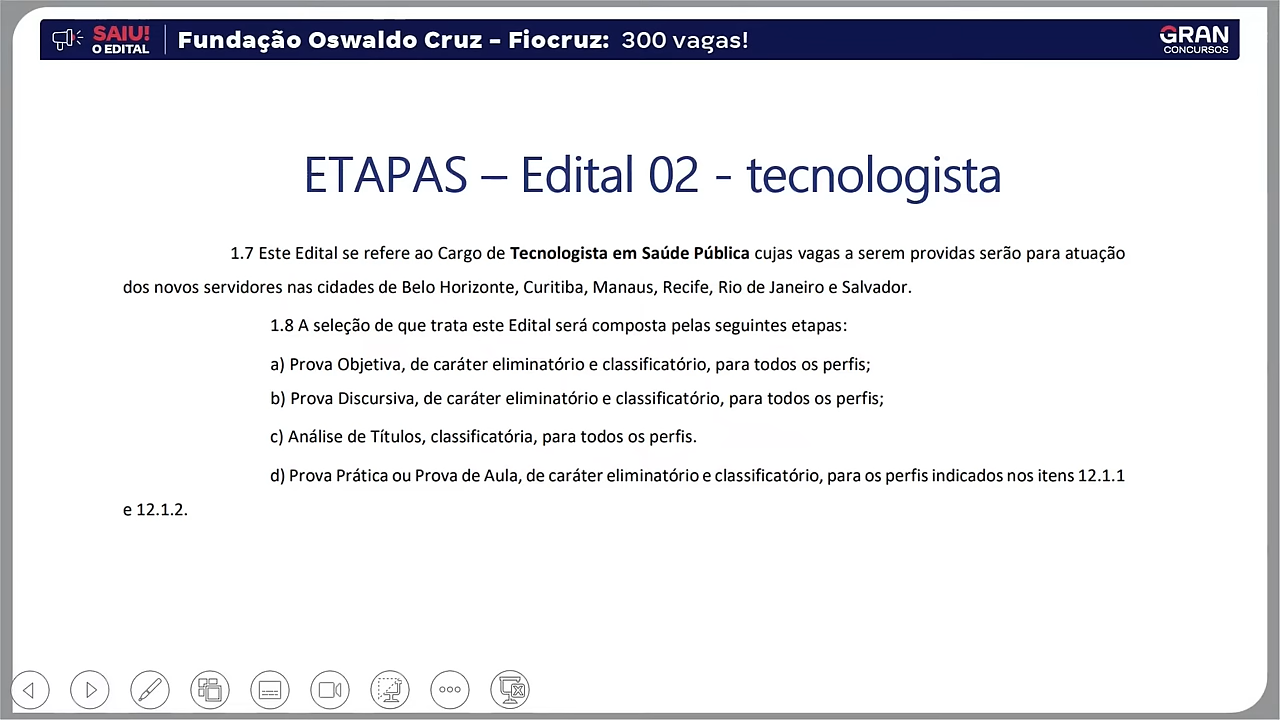 SAIU!
O EDITAL
Fundação Oswaldo Cruz – Fiocruz: 300 vagas!
GRAN
CONCURSOS
ETAPAS – Edital 02 - tecnologista
1.7 Este Edital se refere ao Cargo de Tecnologista em Saúde Pública cujas vagas a serem providas serão para atuação
dos novos servidores nas cidades de Belo Horizonte, Curitiba, Manaus, Recife, Rio de Janeiro e Salvador.
1.8 A seleção de que trata este Edital será composta pelas seguintes etapas:
a) Prova Objetiva, de caráter eliminatório e classificatório, para todos os perfis;
b) Prova Discursiva, de caráter eliminatório e classificatório, para todos os perfis;
c) Análise de Títulos, classificatória, para todos os perfis.
d) Prova Prática ou Prova de Aula, de caráter eliminatório e classificatório, para os perfis indicados nos itens 12.1.1
e 12.1.2.